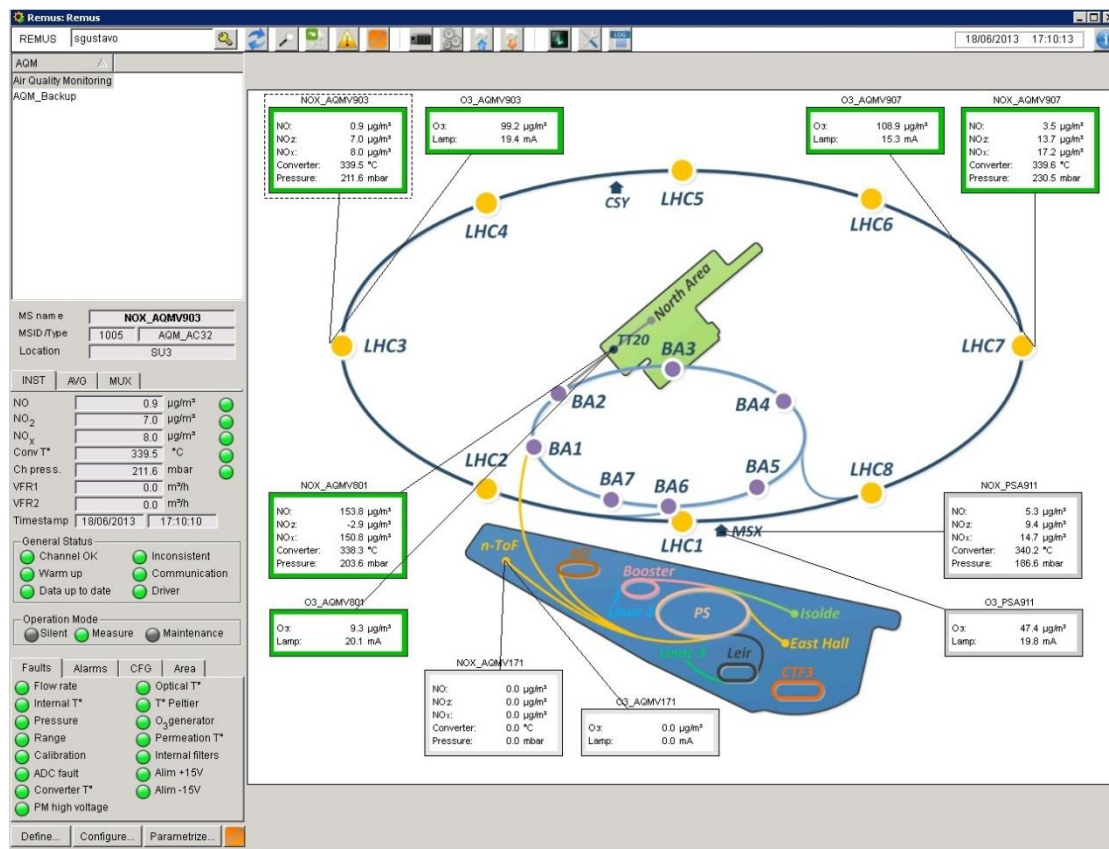 Remus: Remus
REMUS sgustavo
18/06/2013 17:10:13
AQM
Air Quality Monitoring
AQM_Backup
MS name NOX_AQMV903
MSID/Type 1005 AQM_AC32
Location SU3
INST AVG MUX
NO 0.9 µg/m³
NO2 7.0 µg/m³
NOX 8.0 µg/m³
Conv T° 339.5 °C
Ch press. 211.6 mbar
VFR1 0.0 m³/h
VFR2 0.0 m³/h
Timestamp 18/06/2013 17:10:10
General Status
Channel OK Inconsistent
Warm up Communication
Data up to date Driver
Operation Mode
Silent Measure Maintenance
Faults Alarms CFG Area
Flow rate Optical T°
Internal T° T° Peltier
Pressure O3generator
Range Permeation T°
Calibration Internal filters
ADC fault Alim +15V
Converter T° Alim -15V
PM high voltage
Define... Configure... Parametrize...
NOX_AQMV903
NO: 0.9 µg/m³
NO2: 7.0 µg/m³
NOx: 8.0 µg/m³
Converter: 339.5 °C
Pressure: 211.6 mbar
O3_AQMV903
O3: 99.2 µg/m³
Lamp: 19.4 mA
O3_AQMV907
O3: 108.9 µg/m³
Lamp: 15.3 mA
NOX_AQMV907
NO: 3.5 µg/m³
NO2: 13.7 µg/m³
NOx: 17.2 µg/m³
Converter: 339.6 °C
Pressure: 230.5 mbar
CSY
LHC5
LHC4
LHC6
North Area
TT20
LHC3
BA3
LHC7
BA2
BA4
BA1
LHC2
BA7
BA6
BA5
LHC8
LHC1
MSX
NOX_AQMV801
NO: 153.8 µg/m³
NO2: -2.9 µg/m³
NOx: 150.8 µg/m³
Converter: 338.3 °C
Pressure: 203.6 mbar
NOX_PSA911
NO: 5.3 µg/m³
NO2: 9.4 µg/m³
NOx: 14.7 µg/m³
Converter: 340.2 °C
Pressure: 186.6 mbar
n-ToF
AD
Booster
Linac 2
PS
Isolde
East Hall
Linac 3
Leir
CTF3
O3_AQMV801
O3: 9.3 µg/m³
Lamp: 20.1 mA
O3_PSA911
O3: 47.4 µg/m³
Lamp: 19.8 mA
NOX_AQMV171
NO: 0.0 µg/m³
NO2: 0.0 µg/m³
NOx: 0.0 µg/m³
Converter: 0.0 °C
Pressure: 0.0 mbar
O3_AQMV171
O3: 0.0 µg/m³
Lamp: 0.0 mA
LOG